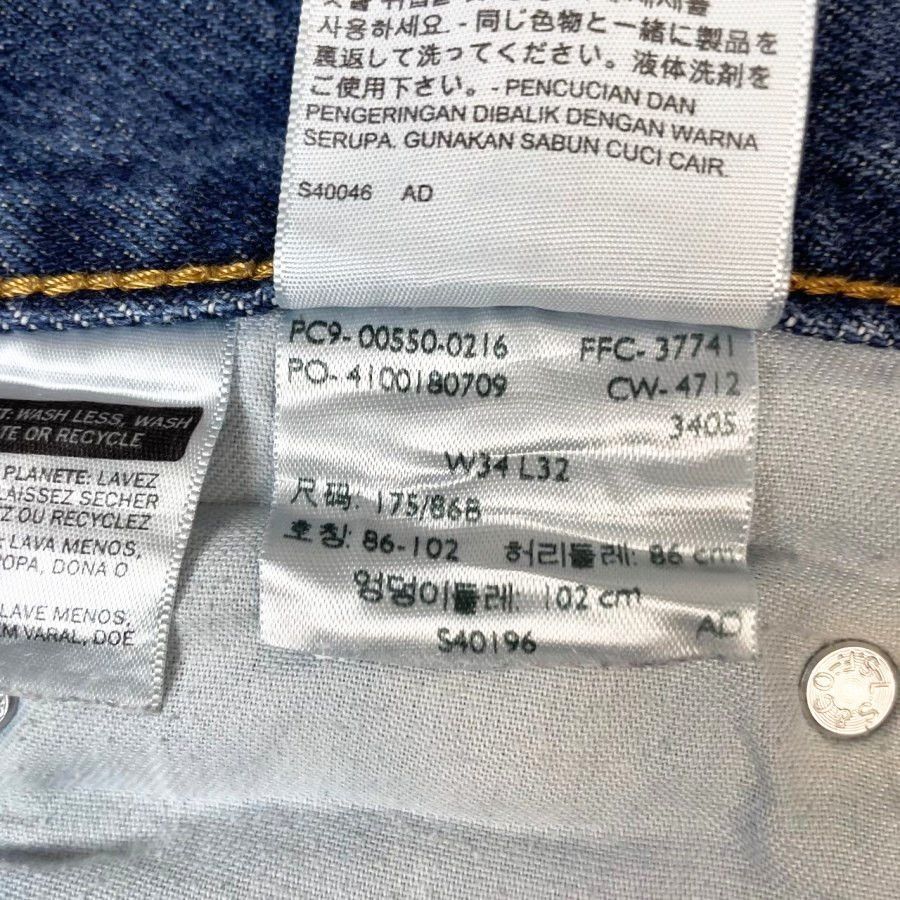 사용하세요. - 同じ色物と一緒に製品を
裏返して洗ってください。液体洗剤を
ご使用下さい。- PENCUCIAN DAN
PENGERINGAN DIBALIK DENGAN WARNA
SERUPA. GUNAKAN SABUN CUCI CAIR.
S40046 AD
PC9- 00550-0216 FFC- 37741
PO- 4100180709 CW- 4712
3405
W34 L32
尺码: 175/86B
호칭: 86-102 허리둘레: 86 cm
엉덩이둘레: 102 cm
S40196 AD
T: WASH LESS, WASH
TE OR RECYCLE
PLANETE: LAVEZ
LAISSEZ SECHER
Z OU RECYCLEZ
: LAVA MENOS,
OPA, DONA O
LAVE MENOS,
EM VARAL, DOE
LS & CO